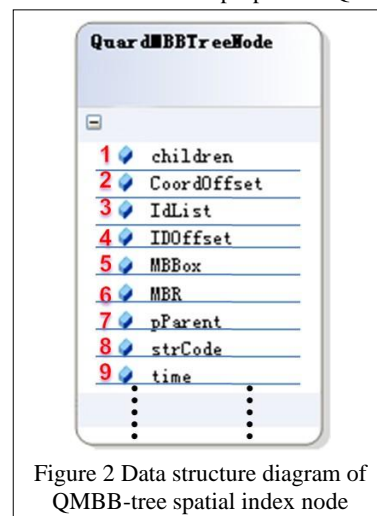 QuardMBBTreeNode
1 children
2 CoordOffset
3 IdList
4 IDOffset
5 MBBox
6 MBR
7 pParent
8 strCode
9 time
Figure 2 Data structure diagram of
QMBB-tree spatial index node